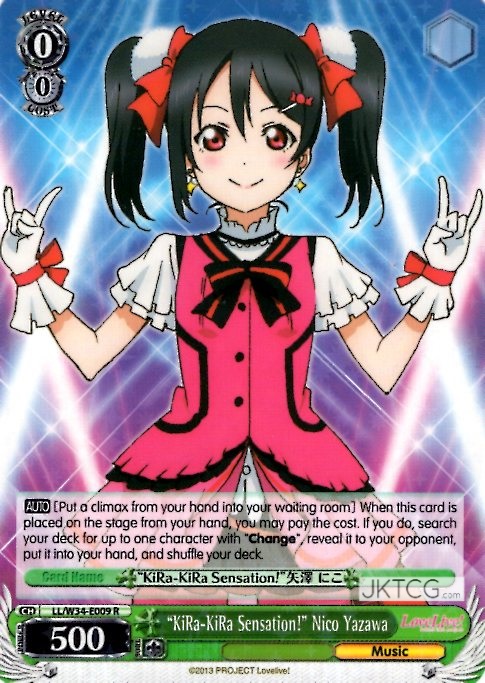 LEVEL
0
0
COST
AUTO [Put a climax from your hand into your waiting room] When this card is
placed on the stage from your hand, you may pay the cost. If you do, search
your deck for up to one character with "Change", reveal it to your opponent,
put it into your hand, and shuffle your deck.
Card Name
"KiRa-KiRa Sensation!" 矢澤 にこ
JKTCG.com
CH LL/W34-E009 R
"KiRa-KiRa Sensation!" Nico Yazawa
LoveLive!
POWER
500
SOUL
Music
©2013 PROJECT Lovelive!